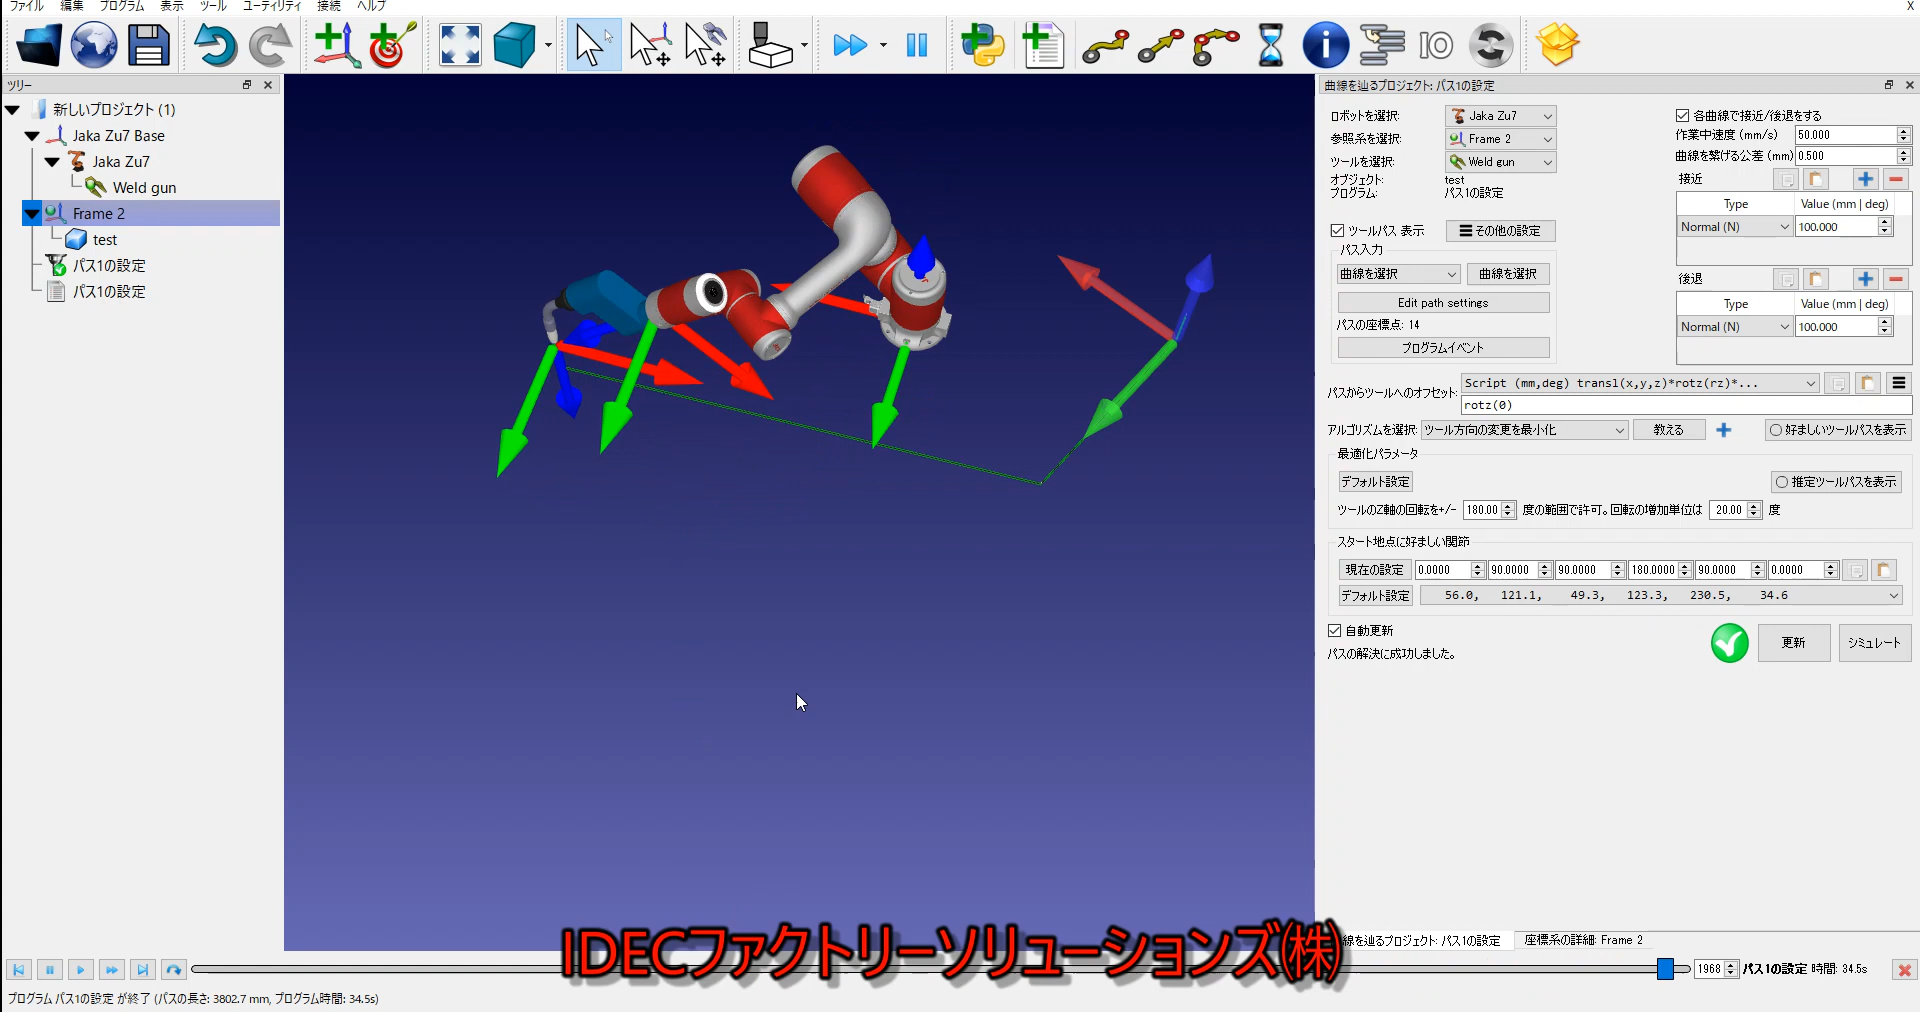 ファイル 編集 プログラム 表示 ツール ユーティリティ 接続 ヘルプ X
IO
ツリー
新しいプロジェクト (1)
Jaka Zu7 Base
Jaka Zu7
Weld gun
Frame 2
test
パス1の設定
パス1の設定
曲線を辿るプロジェクト: パス1の設定
ロボットを選択: Jaka Zu7
参照系を選択: Frame 2
ツールを選択: Weld gun
オブジェクト: test
プログラム: パス1の設定
ツールパス 表示 その他の設定
パス入力
曲線を選択 曲線を選択
Edit path settings
パスの座標点: 14
プログラムイベント
各曲線で接近/後退をする
作業中速度 (mm/s) 50.000
曲線を繋げる公差 (mm) 0.500
接近
Type Value (mm | deg)
Normal (N) 100.000
後退
Type Value (mm | deg)
Normal (N) 100.000
パスからツールへのオフセット: Script (mm,deg) transl(x,y,z)*rotz(rz)*...
rotz(0)
アルゴリズムを選択: ツール方向の変更を最小化 教える 好ましいツールパスを表示
最適化パラメータ
デフォルト設定 推定ツールパスを表示
ツールのZ軸の回転を+/- 180.00 度の範囲で許可。回転の増加単位は 20.00 度
スタート地点に好ましい関節
現在の設定 0.0000 90.0000 90.0000 180.0000 90.0000 0.0000
デフォルト設定 56.0, 121.1, 49.3, 123.3, 230.5, 34.6
自動更新
パスの解決に成功しました。
更新 シミュレート
線を辿るプロジェクト: パス1の設定 座標系の詳細: Frame 2
IDECファクトリーソリューションズ㈱
1968 パス1の設定 時間: 34.5s
プログラム パス1の設定 が終了 (パスの長さ: 3802.7 mm, プログラム時間: 34.5s)